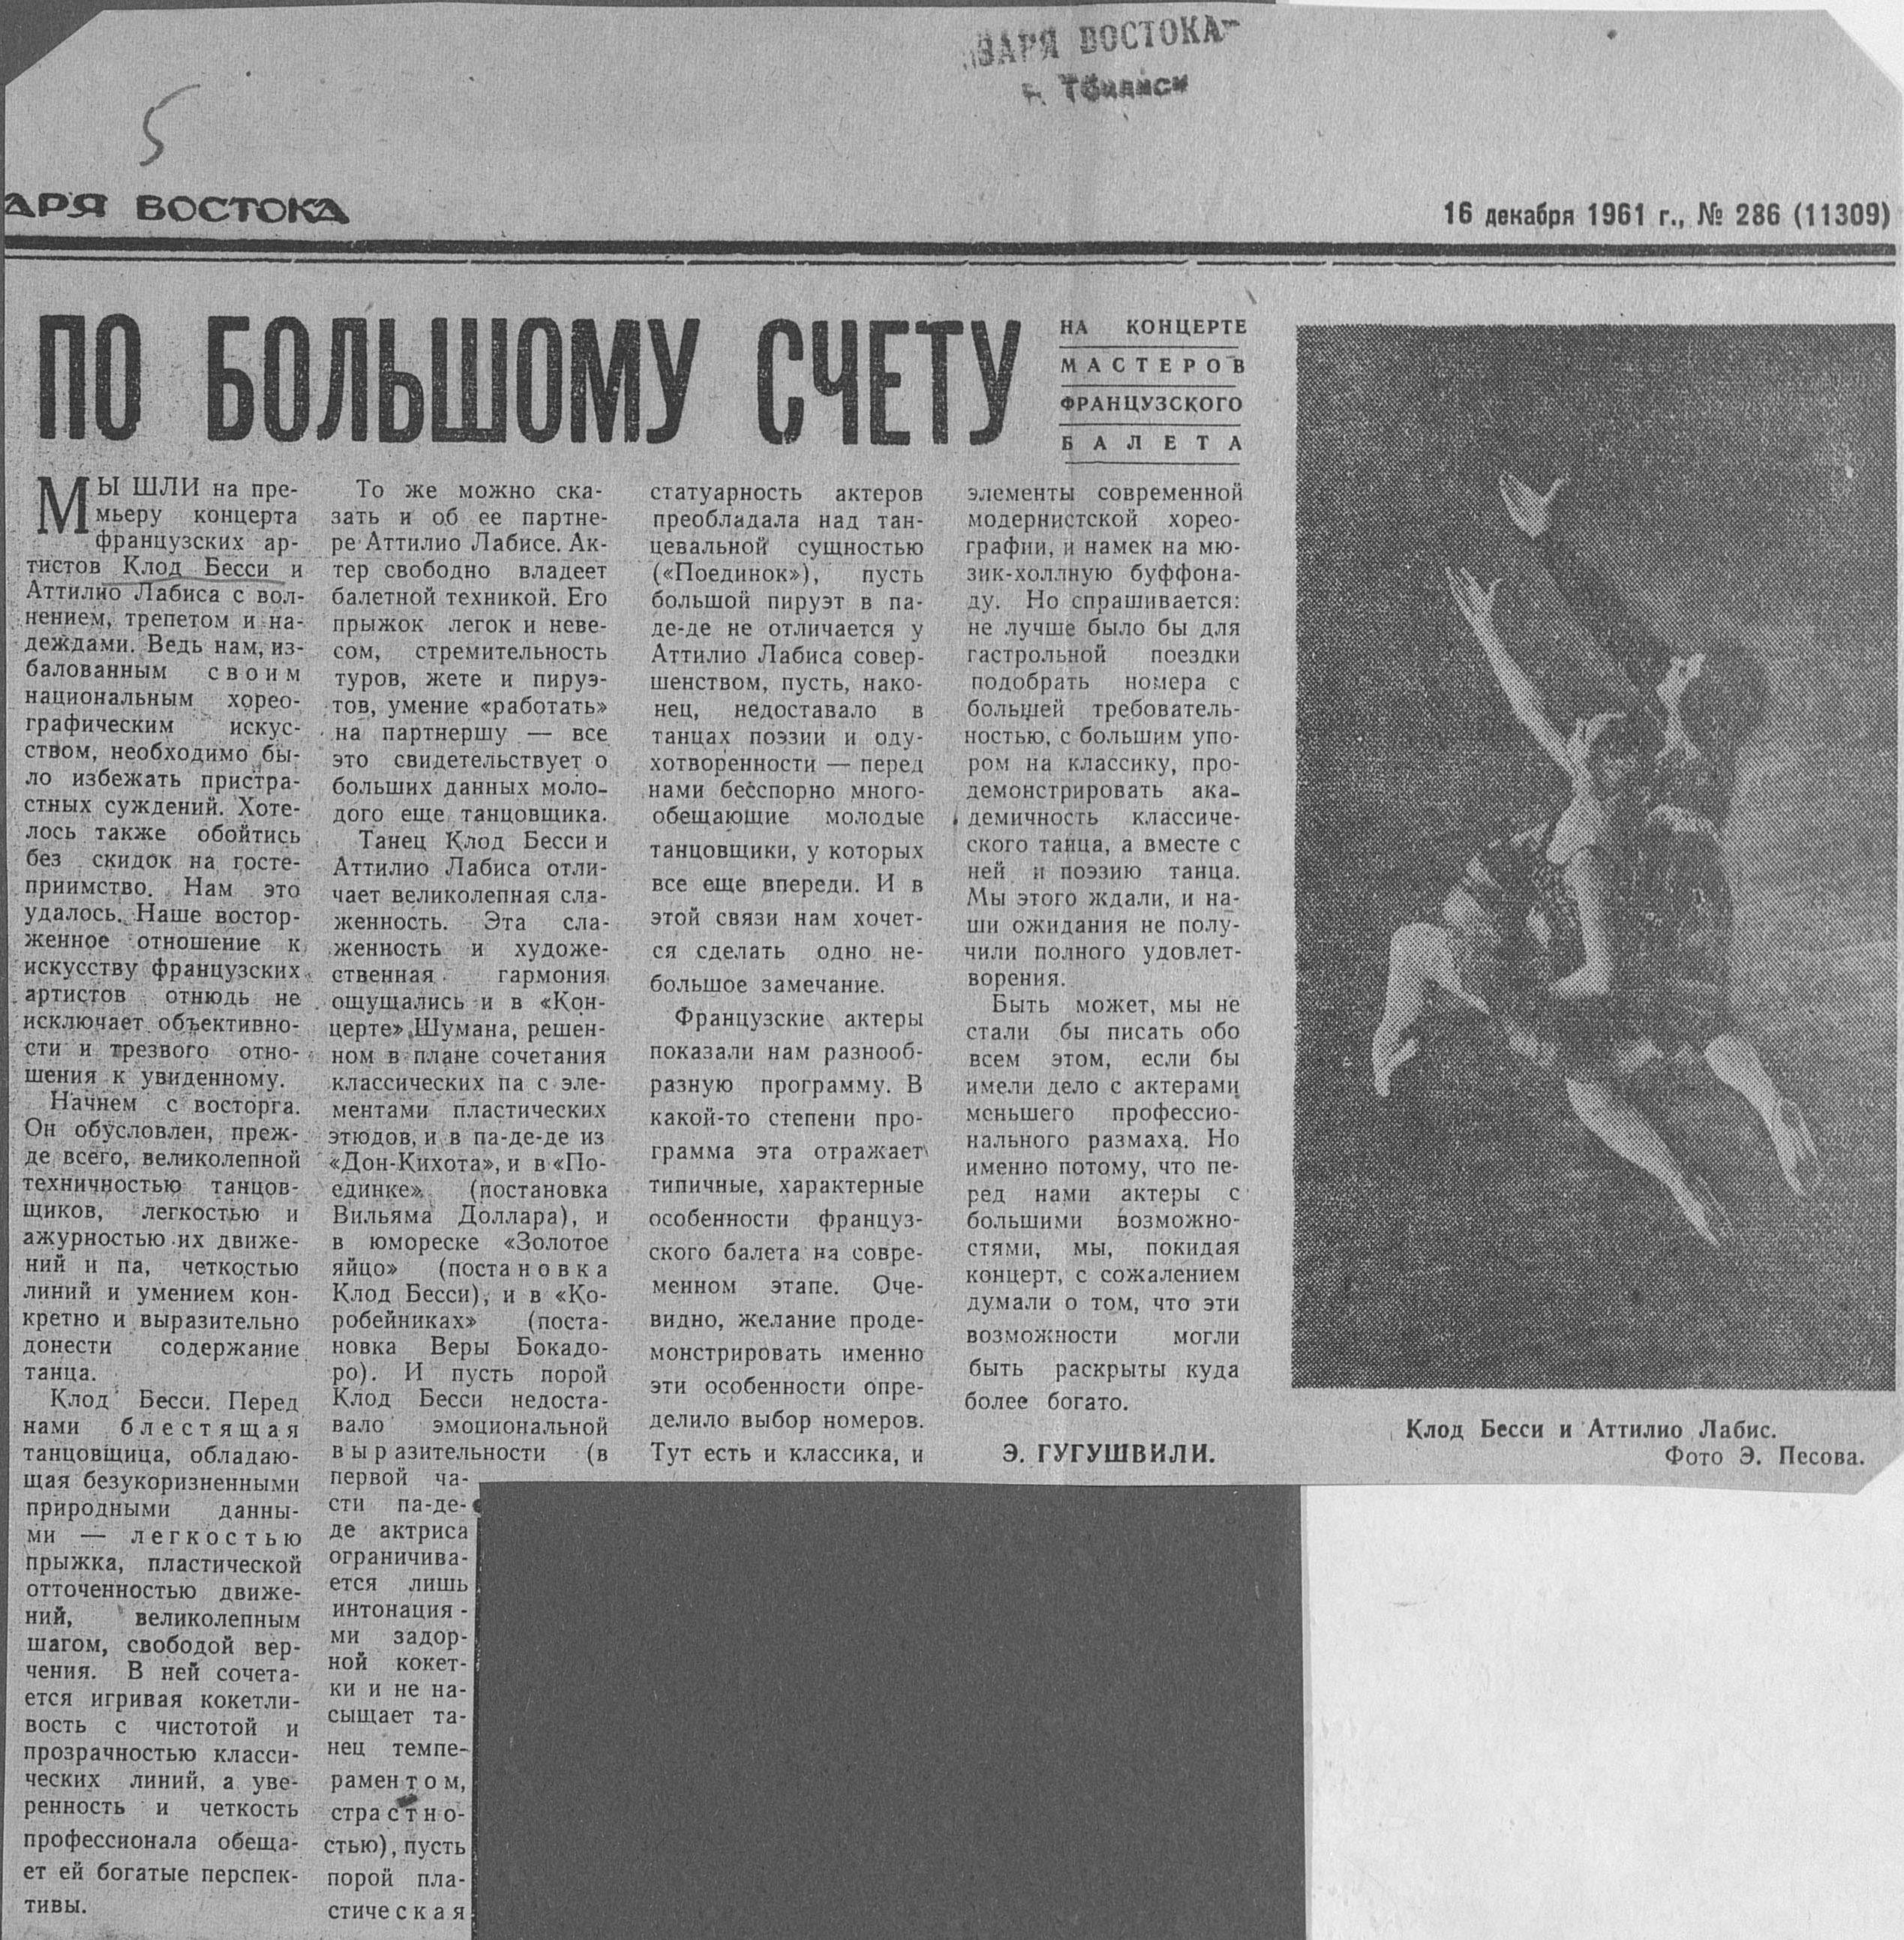 "ЗАРЯ ВОСТОКА"
г. Тбилиси
5
АРЯ ВОСТОКА
16 декабря 1961 г., № 286 (11309)
ПО БОЛЬШОМУ СЧЕТУ
НА КОНЦЕРТЕ
МАСТЕРОВ
ФРАНЦУЗСКОГО
БАЛЕТА
МЫ ШЛИ на пре-
мьеру концерта
французских ар-
тистов Клод Бесси и
Аттилио Лабиса с вол-
нением, трепетом и на-
деждами. Ведь нам, из-
балованным своим
национальным хорео-
графическим искус-
ством, необходимо бы-
ло избежать пристра-
стных суждений. Хоте-
лось также обойтись
без скидок на госте-
приимство. Нам это
удалось. Наше востор-
женное отношение к
искусству французских
артистов отнюдь не
исключает объективно-
сти и трезвого отно-
шения к увиденному.
Начнем с восторга.
Он обусловлен, преж-
де всего, великолепной
техничностью танцов-
щиков, легкостью и
ажурностью их движе-
ний и па, четкостью
линий и умением кон-
кретно и выразительно
донести содержание
танца.
Клод Бесси. Перед
нами блестящая
танцовщица, обладаю-
щая безукоризненными
природными данны-
ми — легкостью
прыжка, пластической
отточенностью движе-
ний, великолепным
шагом, свободой вер-
чения. В ней сочета-
ется игривая кокетли-
вость с чистотой и
прозрачностью класси-
ческих линий, а уве-
ренность и четкость
профессионала обеща-
ет ей богатые перспек-
тивы.
То же можно ска-
зать и об ее партне-
ре Аттилио Лабисе. Ак-
тер свободно владеет
балетной техникой. Его
прыжок легок и неве-
сом, стремительность
туров, жете и пируэ-
тов, умение «работать»
на партнершу — все
это свидетельствует о
больших данных моло-
дого еще танцовщика.
Танец Клод Бесси и
Аттилио Лабиса отли-
чает великолепная сла-
женность. Эта сла-
женность и художе-
ственная гармония
ощущались и в «Кон-
церте» Шумана, решен-
ном в плане сочетания
классических па с эле-
ментами пластических
этюдов, и в па-де-де из
«Дон-Кихота», и в «По-
единке» (постановка
Вильяма Доллара), и
в юмореске «Золотое
яйцо» (постановка
Клод Бесси), и в «Ко-
робейниках» (поста-
новка Веры Бокадо-
ро). И пусть порой
Клод Бесси недоста-
вало эмоциональной
выразительности (в
первой ча-
сти па-де-
де актриса
ограничива-
ется лишь
интонация-
ми задор-
ной кокет-
ки и не на-
сыщает та-
нец темпе-
раментом,
страстно-
стью), пусть
порой пла-
стическая
статуарность актеров
преобладала над тан-
цевальной сущностью
(«Поединок»), пусть
большой пируэт в па-
де-де не отличается у
Аттилио Лабиса совер-
шенством, пусть, нако-
нец, недоставало в
танцах поэзии и оду-
хотворенности — перед
нами бесспорно много-
обещающие молодые
танцовщики, у которых
все еще впереди. И в
этой связи нам хочет-
ся сделать одно не-
большое замечание.
Французские актеры
показали нам разнооб-
разную программу. В
какой-то степени про-
грамма эта отражает
типичные, характерные
особенности француз-
ского балета на совре-
менном этапе. Оче-
видно, желание проде-
монстрировать именно
эти особенности опре-
делило выбор номеров.
Тут есть и классика, и
элементы современной
модернистской хорео-
графии, и намек на мю-
зик-холлную буффона-
ду. Но спрашивается:
не лучше было бы для
гастрольной поездки
подобрать номера с
большей требователь-
ностью, с большим упо-
ром на классику, про-
демонстрировать ака-
демичность классиче-
ского танца, а вместе с
ней и поэзию танца.
Мы этого ждали, и на-
ши ожидания не полу-
чили полного удовлет-
ворения.
Быть может, мы не
стали бы писать обо
всем этом, если бы
имели дело с актерами
меньшего профессио-
нального размаха. Но
именно потому, что пе-
ред нами актеры с
большими возможно-
стями, мы, покидая
концерт, с сожалением
думали о том, что эти
возможности могли
быть раскрыты куда
более богато.
Э. ГУГУШВИЛИ.
Клод Бесси и Аттилио Лабис.
Фото Э. Песова.